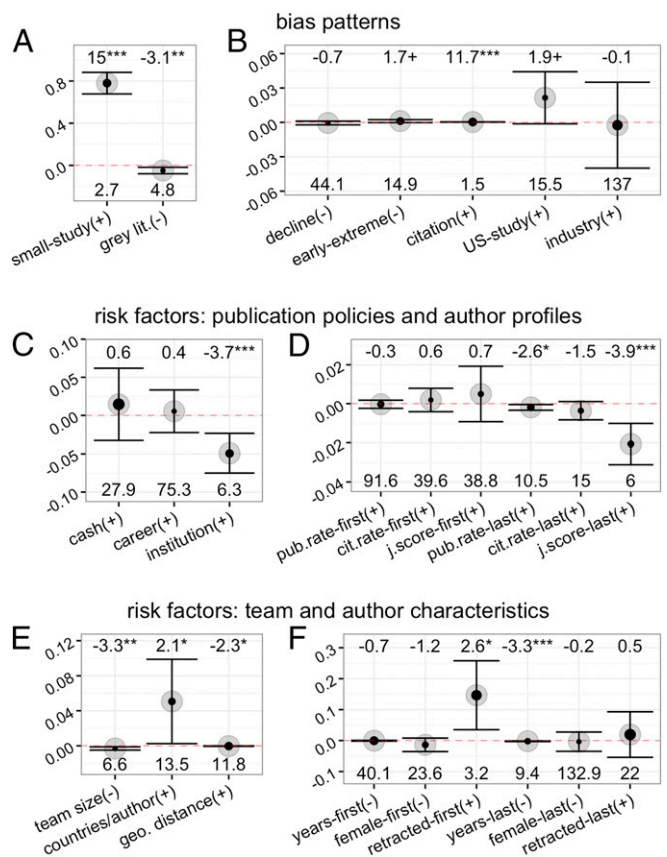 bias patterns
A
15*** -3.1**
0.8
0.4
0.0
2.7 4.8
small-study(+) grey lit.(-)
B
-0.7 1.7+ 11.7*** 1.9+ -0.1
0.06
0.03
0.00
-0.03
-0.06
44.1 14.9 1.5 15.5 137
decline(-) early-extreme(-) citation(+) US-study(+) industry(+)
risk factors: publication policies and author profiles
C
0.6 0.4 -3.7***
0.10
0.05
0.00
-0.05
-0.10
27.9 75.3 6.3
cash(+) career(+) institution(+)
D
-0.3 0.6 0.7 -2.6* -1.5 -3.9***
0.02
0.00
-0.02
-0.04
91.6 39.6 38.8 10.5 15 6
pub.rate-first(+) cit.rate-first(+) j.score-first(+) pub.rate-last(+) cit.rate-last(+) j.score-last(+)
risk factors: team and author characteristics
E
-3.3** 2.1* -2.3*
0.12
0.08
0.04
0.00
6.6 13.5 11.8
team size(-) countries/author(+) geo. distance(+)
F
-0.7 -1.2 2.6* -3.3*** -0.2 0.5
0.3
0.2
0.1
0.0
-0.1
40.1 23.6 3.2 9.4 132.9 22
years-first(-) female-first(-) retracted-first(+) years-last(-) female-last(-) retracted-last(+)